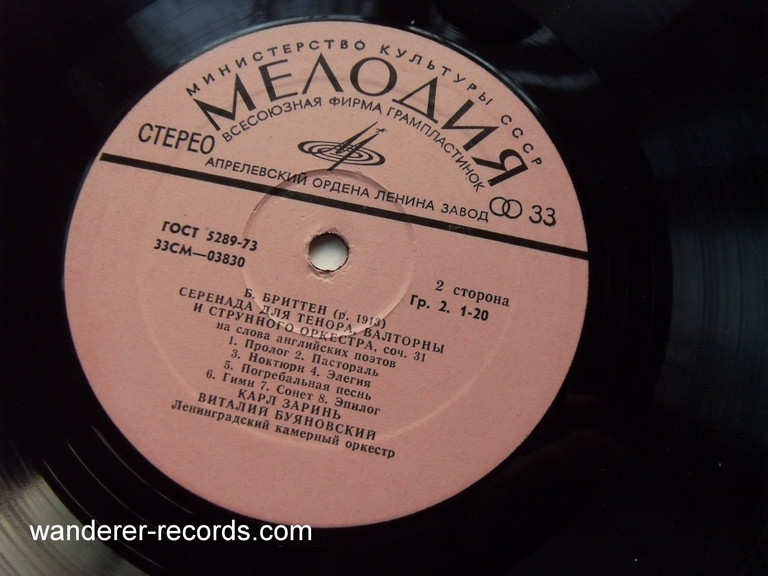 МИНИСТЕРСТВО КУЛЬТУРЫ СССР
МЕЛОДИЯ
ВСЕСОЮЗНАЯ ФИРМА ГРАМПЛАСТИНОК
СТЕРЕО
АПРЕЛЕВСКИЙ ОРДЕНА ЛЕНИНА ЗАВОД
33
ГОСТ 5289-73
33СМ—03830
2 сторона
Гр. 2. 1-20
Б. БРИТТЕН (р. 1913)
СЕРЕНАДА ДЛЯ ТЕНОРА, ВАЛТОРНЫ
И СТРУННОГО ОРКЕСТРА, соч. 31
на слова английских поэтов
1. Пролог 2. Пастораль
3. Ноктюрн 4. Элегия
5. Погребальная песнь
6. Гимн 7. Сонет 8. Эпилог
КАРЛ ЗАРИНЬ
ВИТАЛИЙ БУЯНОВСКИЙ
Ленинградский камерный оркестр
wanderer-records.com